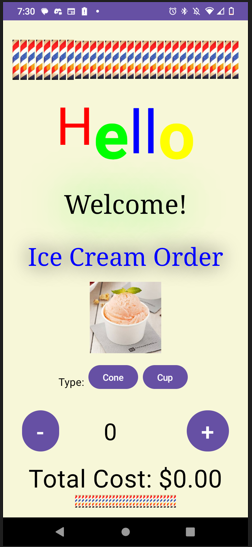 7:30
Hello
Welcome!
Ice Cream Order
Type: Cone Cup
- 0 +
Total Cost: $0.00